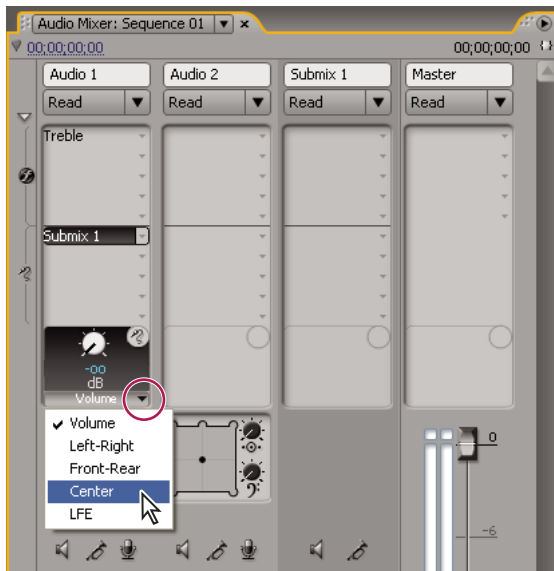 Audio Mixer: Sequence 01
00;00;00;00
00;00;00;00
Audio 1
Audio 2
Submix 1
Master
Read
Read
Read
Read
Treble
Submix 1
-oo
dB
Volume
Volume
Left-Right
Front-Rear
Center
LFE
0
-6